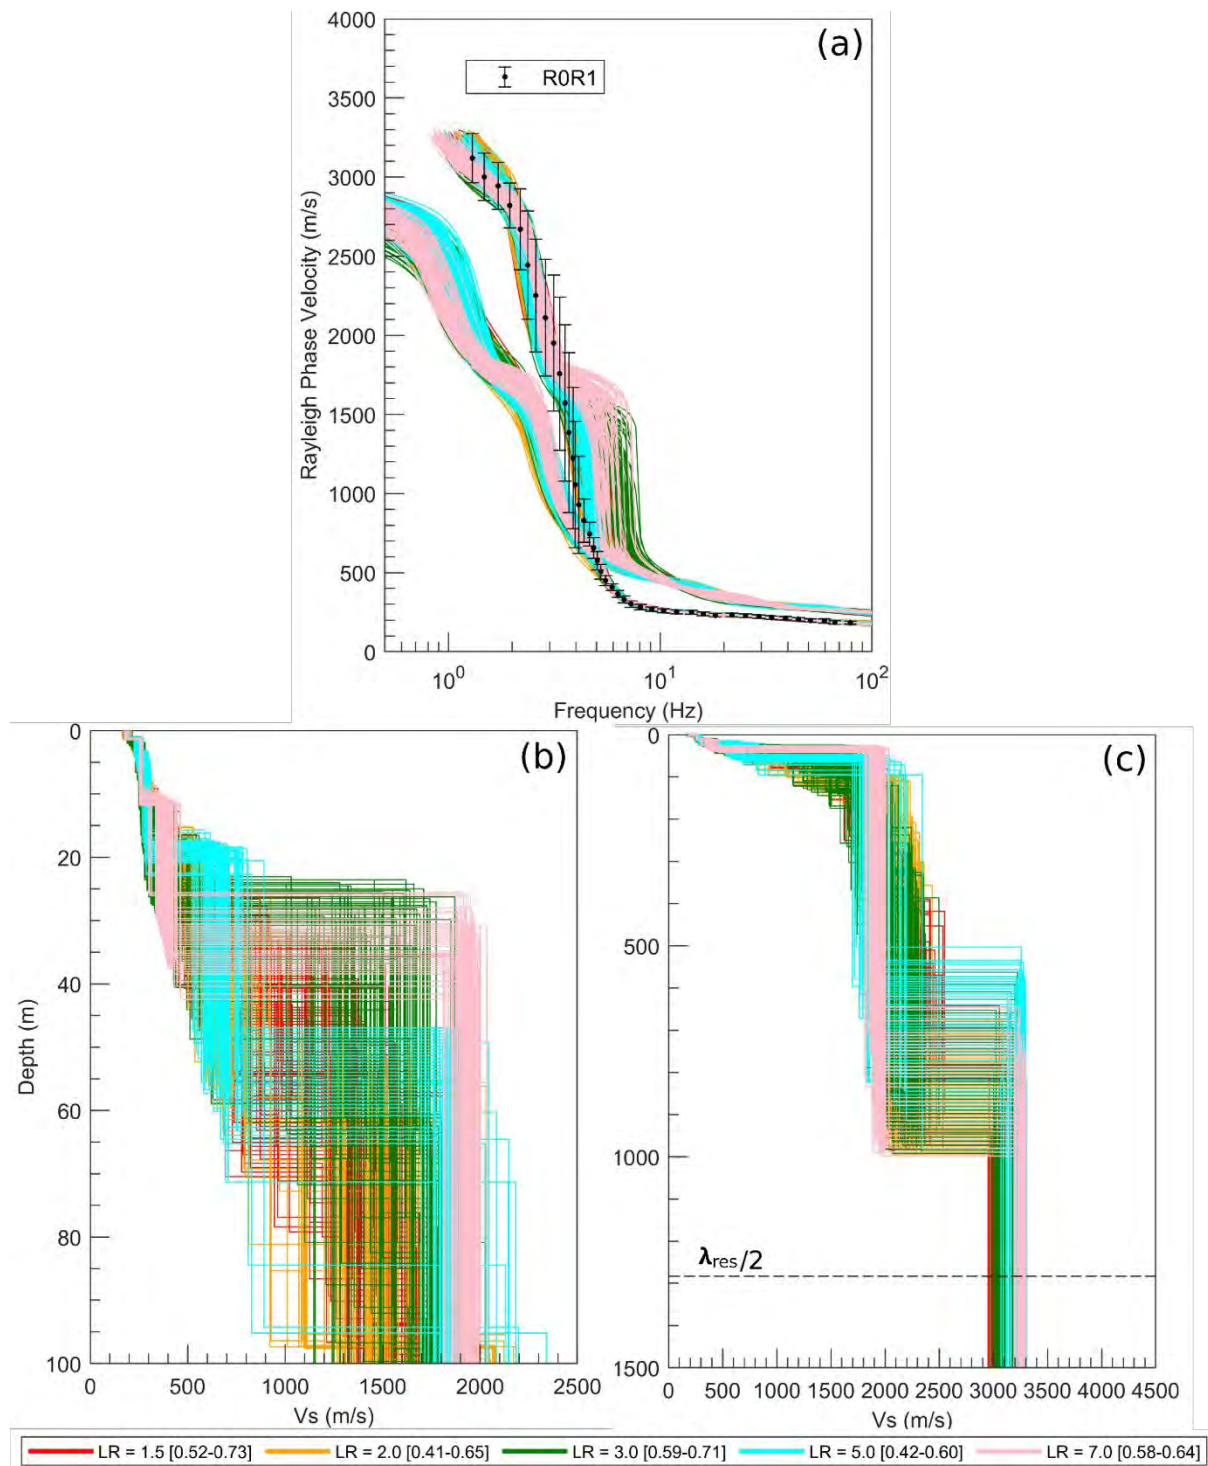 (a)
R0R1
4000
3500
3000
2500
2000
1500
1000
500
0
Rayleigh Phase Velocity (m/s)
10⁰ 10¹ 10²
Frequency (Hz)
(b)
0
20
40
60
80
100
Depth (m)
0 500 1000 1500 2000 2500
Vs (m/s)
(c)
0
500
1000
1500
λres/2
0 500 1000 1500 2000 2500 3000 3500 4000 4500
Vs (m/s)
LR = 1.5 [0.52-0.73] LR = 2.0 [0.41-0.65] LR = 3.0 [0.59-0.71] LR = 5.0 [0.42-0.60] LR = 7.0 [0.58-0.64]